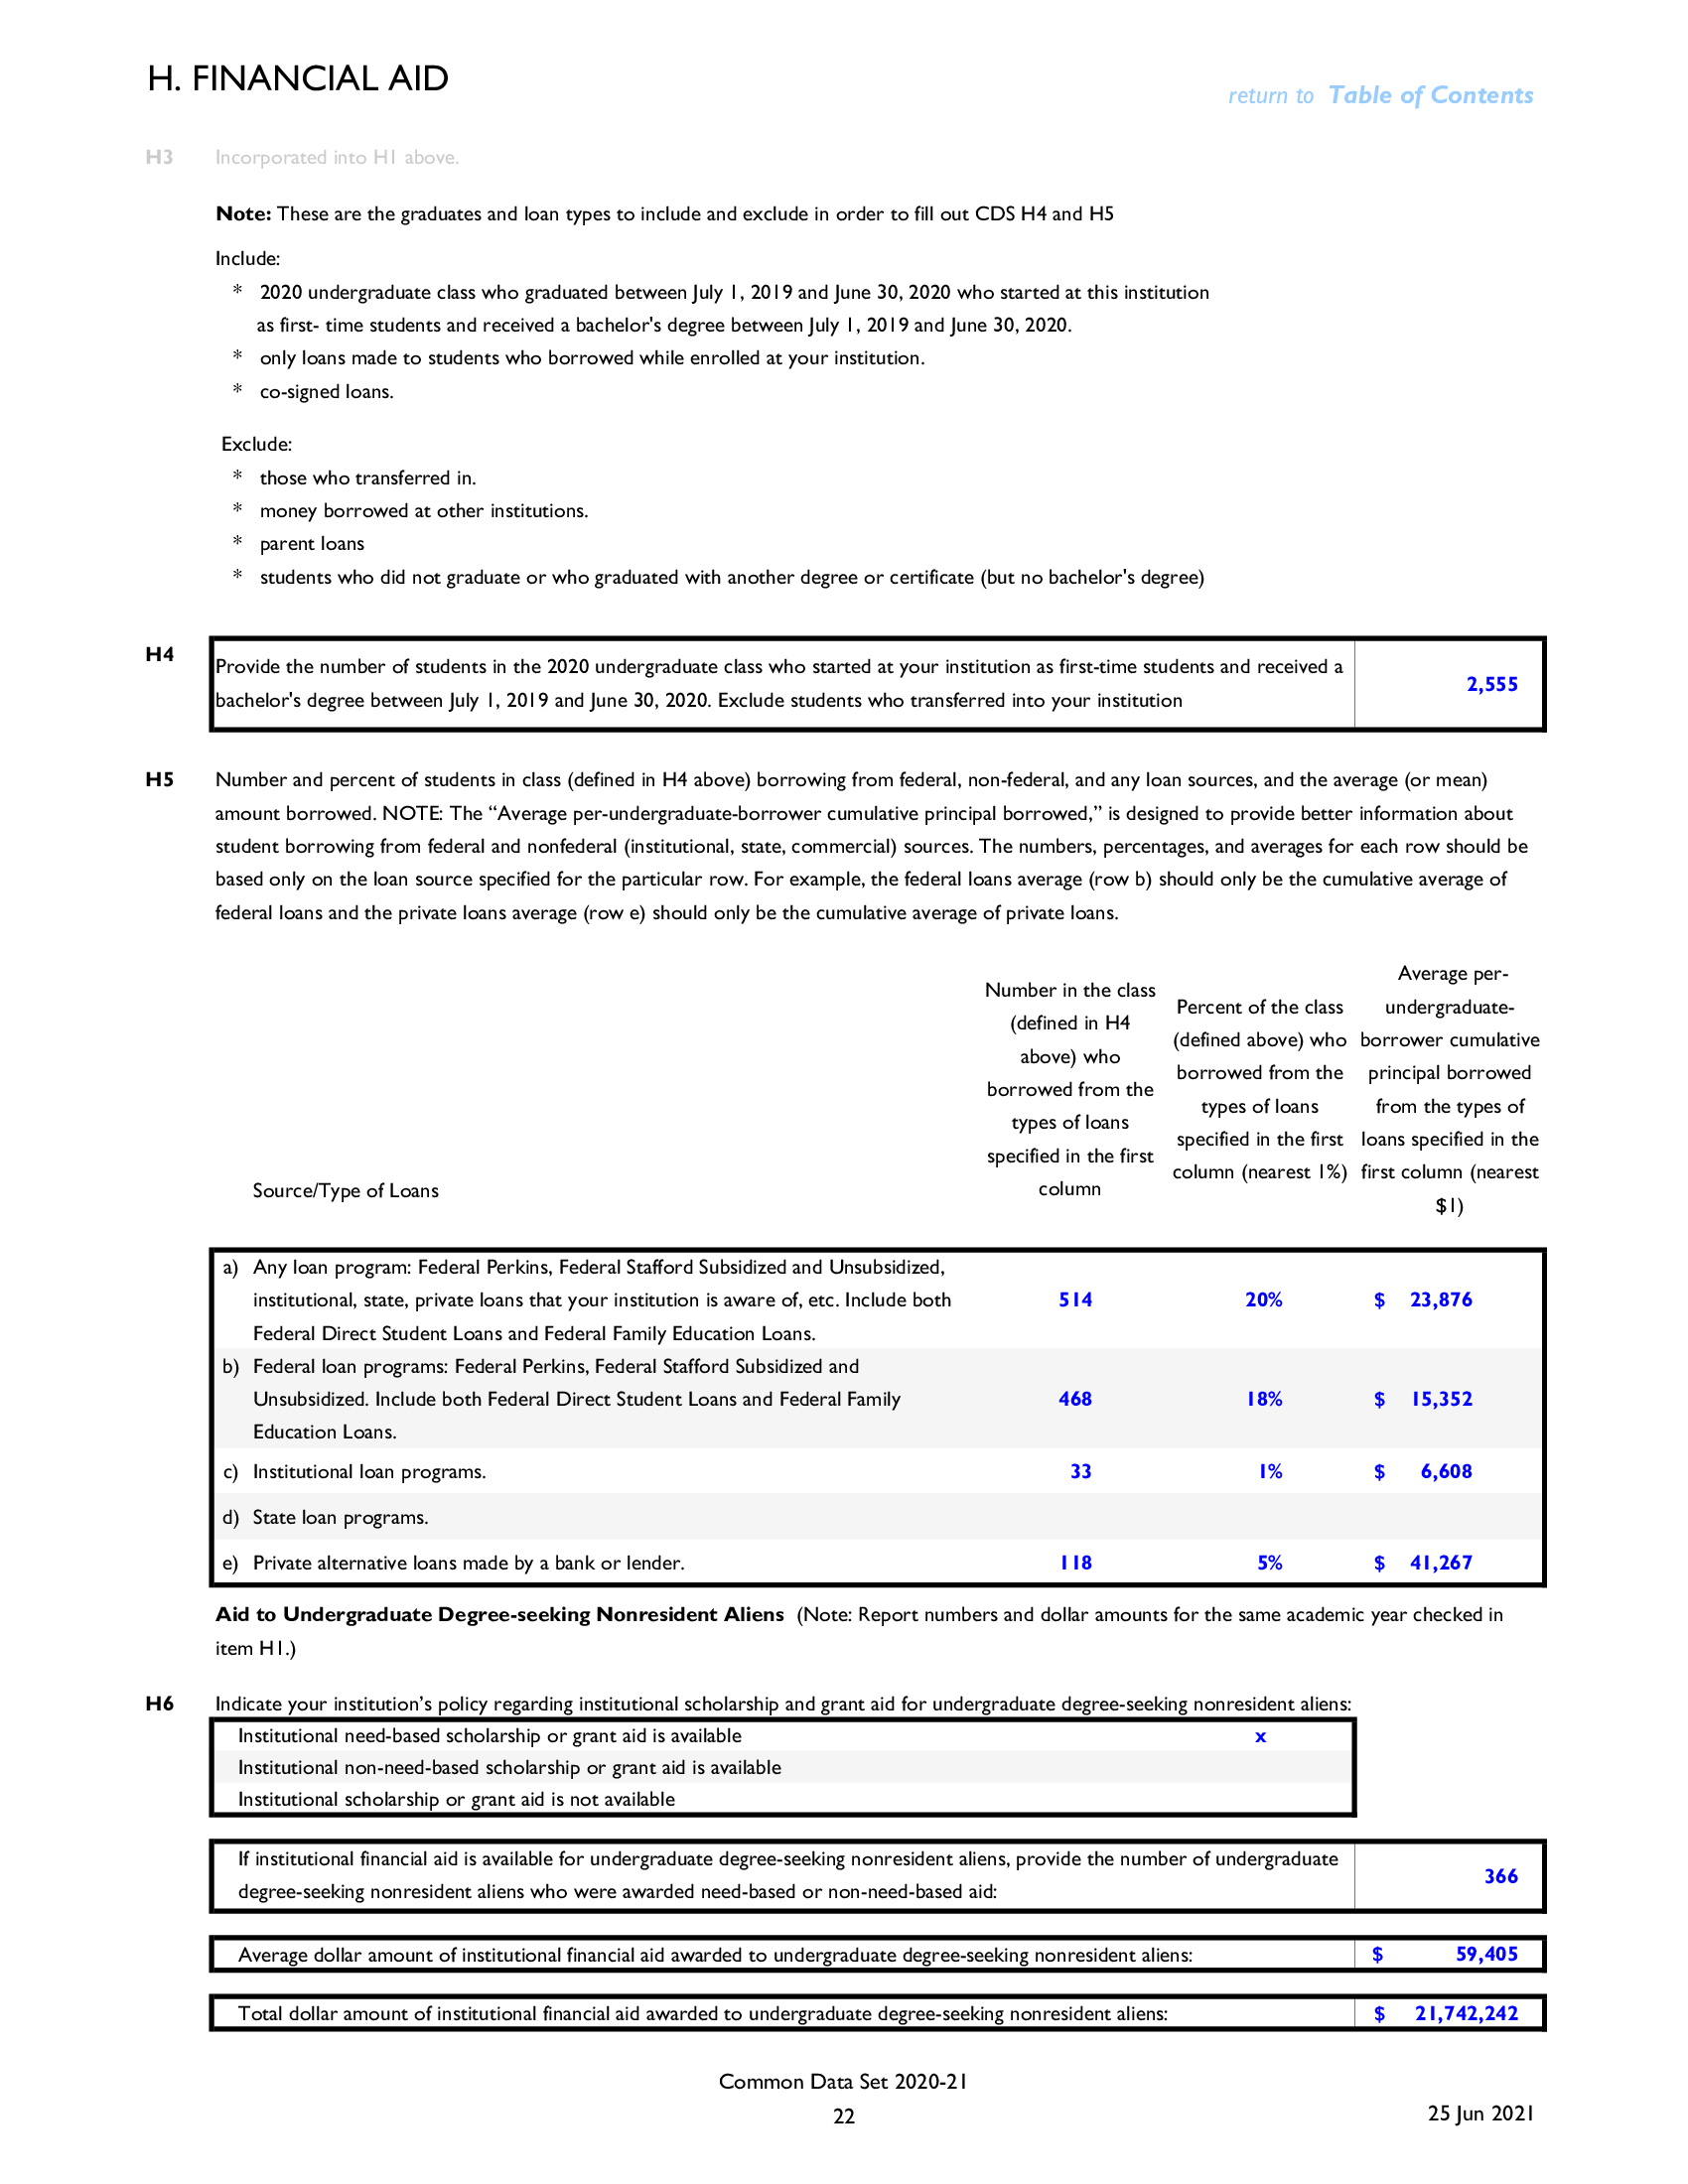 H. FINANCIAL AID
return to Table of Contents
H3 Incorporated into H1 above.
Note: These are the graduates and loan types to include and exclude in order to fill out CDS H4 and H5
Include:
* 2020 undergraduate class who graduated between July 1, 2019 and June 30, 2020 who started at this institution
as first- time students and received a bachelor's degree between July 1, 2019 and June 30, 2020.
* only loans made to students who borrowed while enrolled at your institution.
* co-signed loans.
Exclude:
* those who transferred in.
* money borrowed at other institutions.
* parent loans
* students who did not graduate or who graduated with another degree or certificate (but no bachelor's degree)
H4
Provide the number of students in the 2020 undergraduate class who started at your institution as first-time students and received a
bachelor's degree between July 1, 2019 and June 30, 2020. Exclude students who transferred into your institution
2,555
H5 Number and percent of students in class (defined in H4 above) borrowing from federal, non-federal, and any loan sources, and the average (or mean)
amount borrowed. NOTE: The “Average per-undergraduate-borrower cumulative principal borrowed,” is designed to provide better information about
student borrowing from federal and nonfederal (institutional, state, commercial) sources. The numbers, percentages, and averages for each row should be
based only on the loan source specified for the particular row. For example, the federal loans average (row b) should only be the cumulative average of
federal loans and the private loans average (row e) should only be the cumulative average of private loans.
Source/Type of Loans
Number in the class
(defined in H4
above) who
borrowed from the
types of loans
specified in the first
column
Percent of the class
(defined above) who
borrowed from the
types of loans
specified in the first
column (nearest 1%)
Average per-
undergraduate-
borrower cumulative
principal borrowed
from the types of
loans specified in the
first column (nearest
$1)
a) Any loan program: Federal Perkins, Federal Stafford Subsidized and Unsubsidized,
institutional, state, private loans that your institution is aware of, etc. Include both
Federal Direct Student Loans and Federal Family Education Loans.
514 20% $ 23,876
b) Federal loan programs: Federal Perkins, Federal Stafford Subsidized and
Unsubsidized. Include both Federal Direct Student Loans and Federal Family
Education Loans.
468 18% $ 15,352
c) Institutional loan programs. 33 1% $ 6,608
d) State loan programs.
e) Private alternative loans made by a bank or lender. 118 5% $ 41,267
Aid to Undergraduate Degree-seeking Nonresident Aliens (Note: Report numbers and dollar amounts for the same academic year checked in
item H1.)
H6 Indicate your institution’s policy regarding institutional scholarship and grant aid for undergraduate degree-seeking nonresident aliens:
Institutional need-based scholarship or grant aid is available x
Institutional non-need-based scholarship or grant aid is available
Institutional scholarship or grant aid is not available
If institutional financial aid is available for undergraduate degree-seeking nonresident aliens, provide the number of undergraduate
degree-seeking nonresident aliens who were awarded need-based or non-need-based aid:
366
Average dollar amount of institutional financial aid awarded to undergraduate degree-seeking nonresident aliens: $ 59,405
Total dollar amount of institutional financial aid awarded to undergraduate degree-seeking nonresident aliens: $ 21,742,242
Common Data Set 2020-21
22
25 Jun 2021